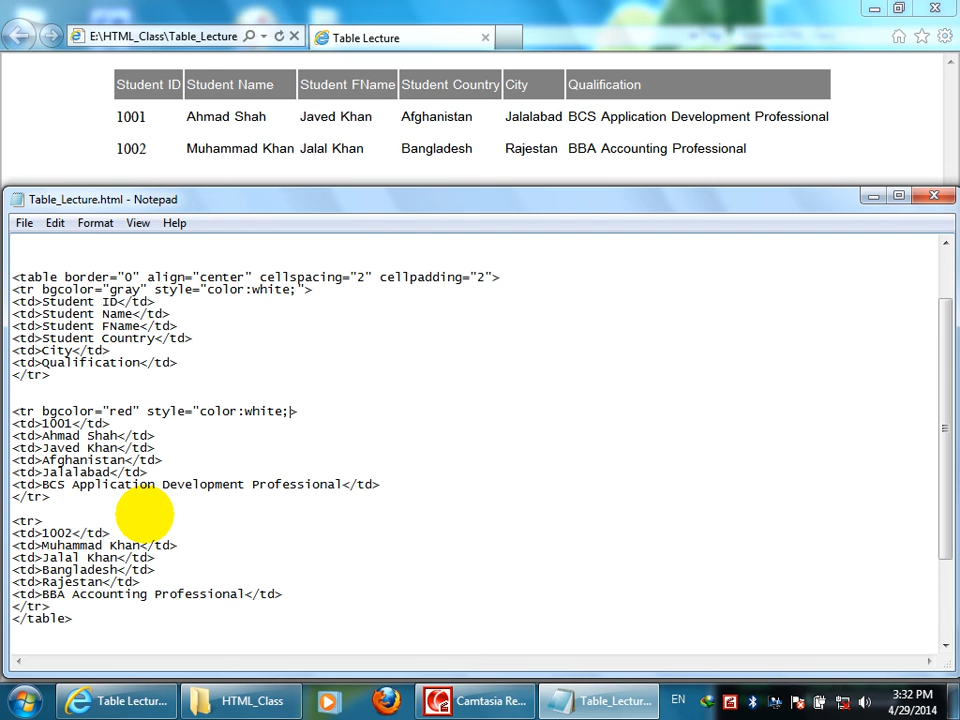 E:\HTML_Class\Table_Lecture
Table Lecture
Student ID Student Name Student FName Student Country City Qualification
1001 Ahmad Shah Javed Khan Afghanistan Jalalabad BCS Application Development Professional
1002 Muhammad Khan Jalal Khan Bangladesh Rajestan BBA Accounting Professional
Table_Lecture.html - Notepad
File Edit Format View Help
<table border="0" align="center" cellspacing="2" cellpadding="2">
<tr bgcolor="gray" style="color:white;">
<td>Student ID</td>
<td>Student Name</td>
<td>Student FName</td>
<td>Student Country</td>
<td>City</td>
<td>Qualification</td>
</tr>
<tr bgcolor="red" style="color:white;>
<td>1001</td>
<td>Ahmad Shah</td>
<td>Javed Khan</td>
<td>Afghanistan</td>
<td>Jalalabad</td>
<td>BCS Application Development Professional</td>
</tr>
<tr>
<td>1002</td>
<td>Muhammad Khan</td>
<td>Jalal Khan</td>
<td>Bangladesh</td>
<td>Rajestan</td>
<td>BBA Accounting Professional</td>
</tr>
</table>
Table Lectur... HTML_Class Camtasia Re... Table_Lectur... EN 3:32 PM
4/29/2014